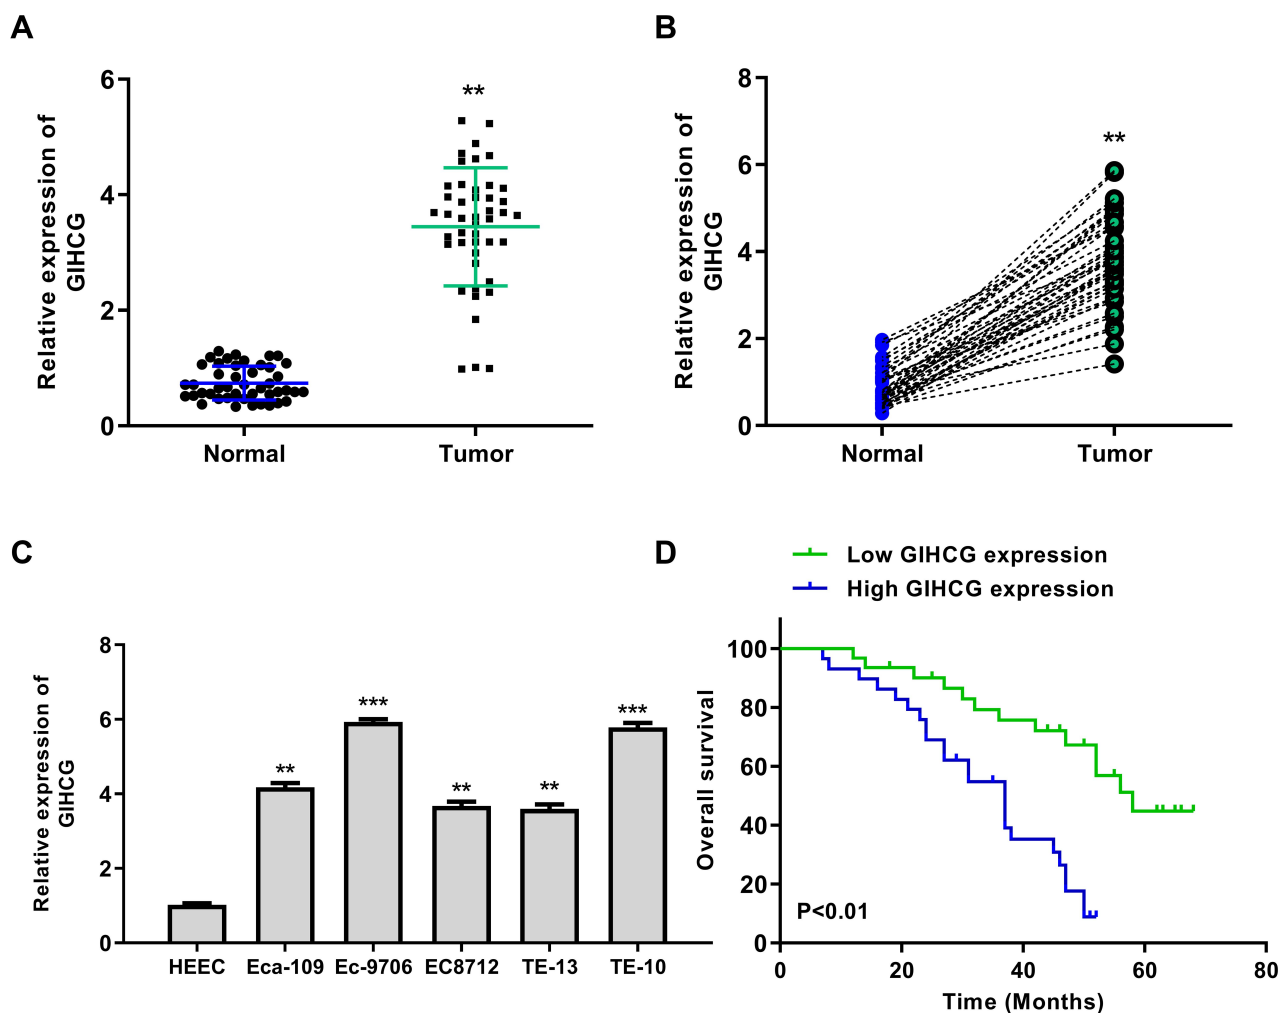 A
Relative expression of
GIHCG
6
4
2
0
**
Normal
Tumor
B
Relative expression of
GIHCG
8
6
4
2
0
**
Normal
Tumor
C
Relative expression of
GIHCG
8
6
4
2
0
**
***
**
**
***
HEEC
Eca-109
Ec-9706
EC8712
TE-13
TE-10
D
Low GIHCG expression
High GIHCG expression
Overall survival
100
80
60
40
20
0
P<0.01
0
20
40
60
80
Time (Months)